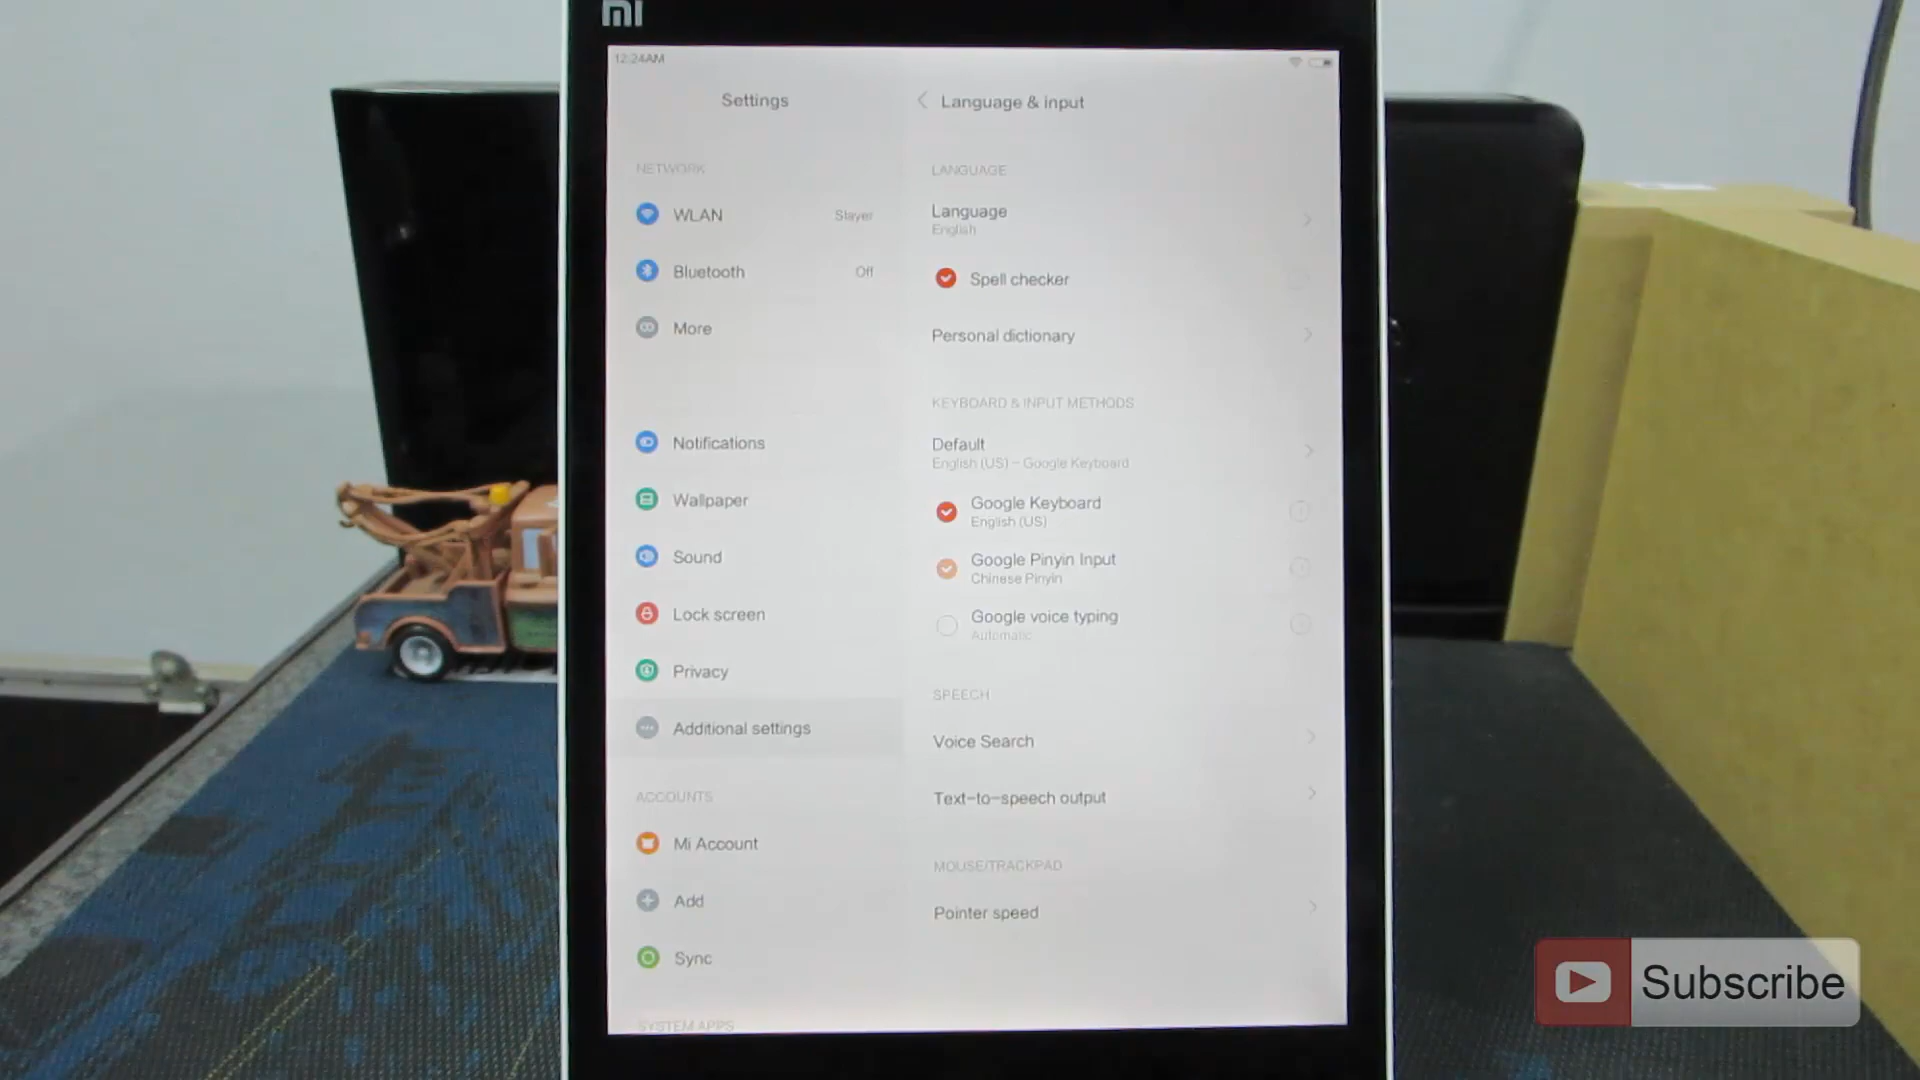 mi
12:24AM
Settings
NETWORK
WLAN Slayer
Bluetooth Off
More
Notifications
Wallpaper
Sound
Lock screen
Privacy
Additional settings
ACCOUNTS
Mi Account
Add
Sync
SYSTEM APPS
Language & input
LANGUAGE
Language
English
Spell checker
Personal dictionary
KEYBOARD & INPUT METHODS
Default
English (US) - Google Keyboard
Google Keyboard
English (US)
Google Pinyin Input
Chinese Pinyin
Google voice typing
Automatic
SPEECH
Voice Search
Text-to-speech output
MOUSE/TRACKPAD
Pointer speed
Subscribe